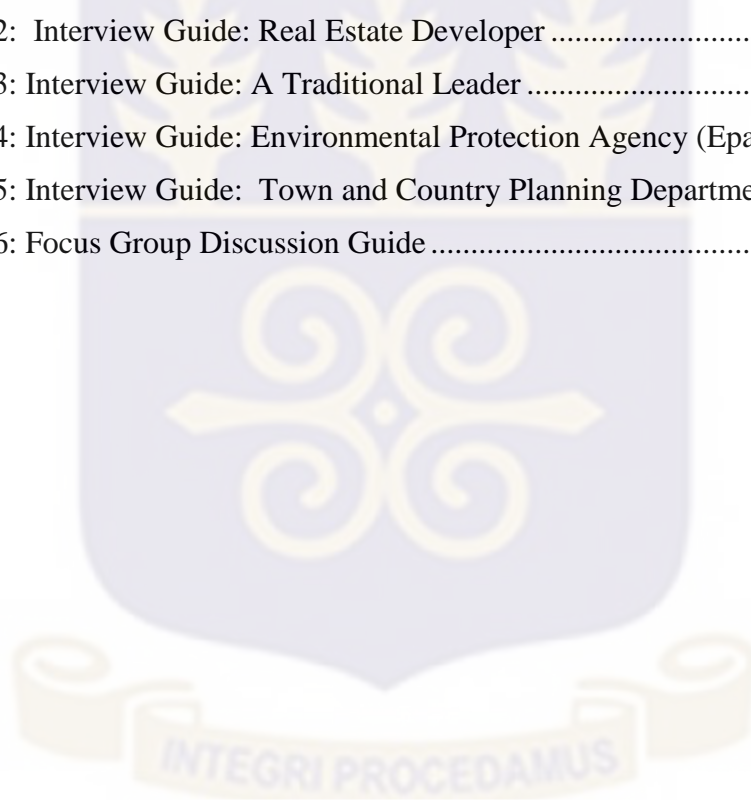 2:  Interview Guide: Real Estate Developer .......................
3: Interview Guide: A Traditional Leader ..........................
4: Interview Guide: Environmental Protection Agency (Epa
5: Interview Guide:  Town and Country Planning Departme
6: Focus Group Discussion Guide .....................................
INTEGRI PROCEDAMUS